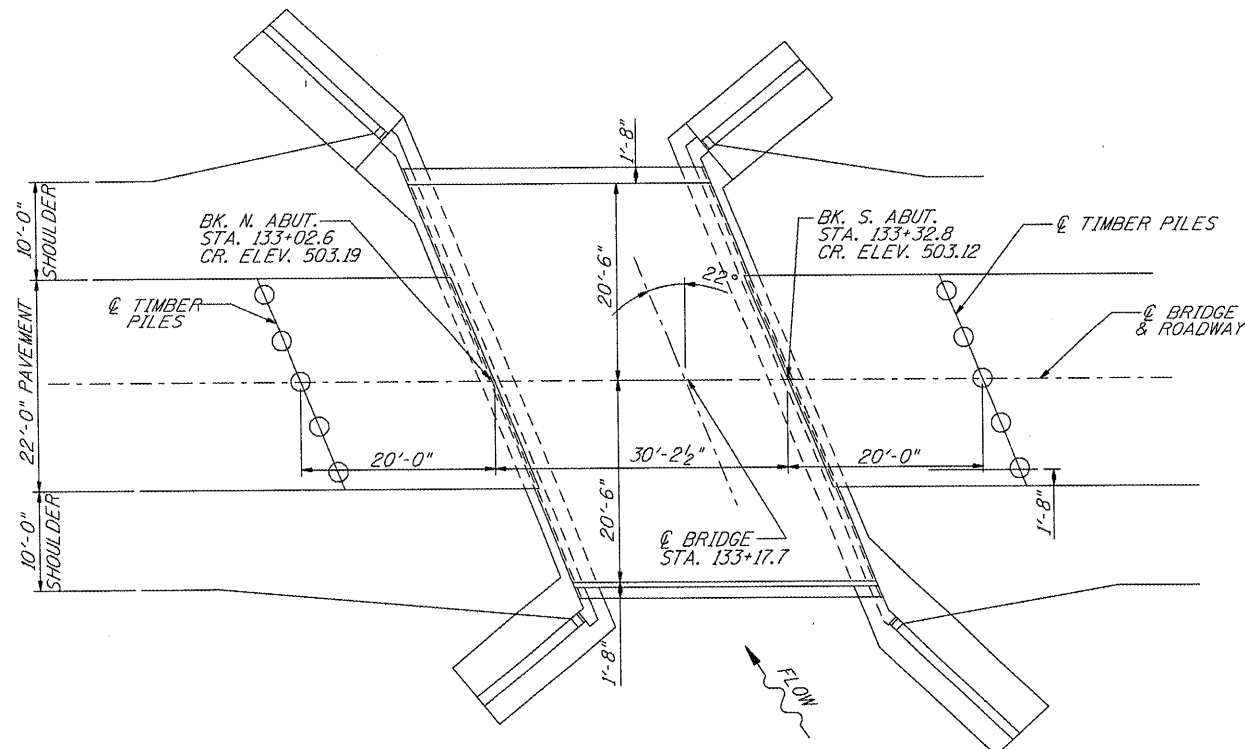 1'-8"
10'-0"
SHOULDER
BK. N. ABUT.
STA. 133+02.6
CR. ELEV. 503.19
BK. S. ABUT.
STA. 133+32.8
CR. ELEV. 503.12
℄ TIMBER PILES
20'-6"
22°
℄ TIMBER
PILES
℄ BRIDGE
& ROADWAY
22'-0" PAVEMENT
20'-0"
30'-2½"
20'-0"
20'-6"
1'-8"
10'-0"
SHOULDER
℄ BRIDGE
STA. 133+17.7
1'-8"
FLOW